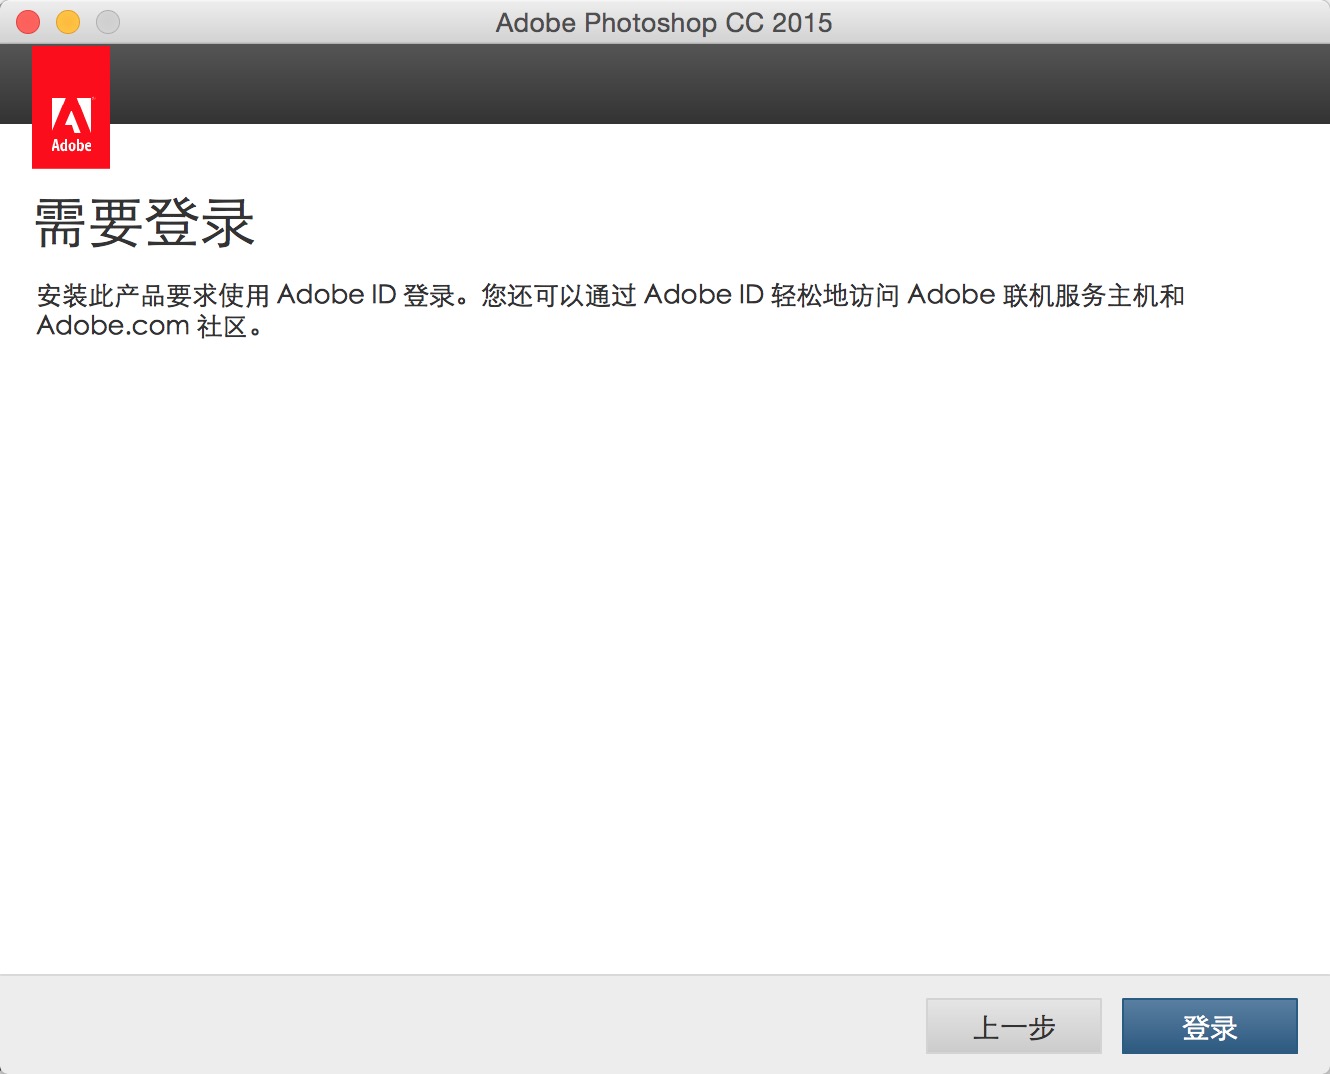 Adobe Photoshop CC 2015
Adobe
需要登录
安装此产品要求使用 Adobe ID 登录。您还可以通过 Adobe ID 轻松地访问 Adobe 联机服务主机和
Adobe.com 社区。
上一步
登录